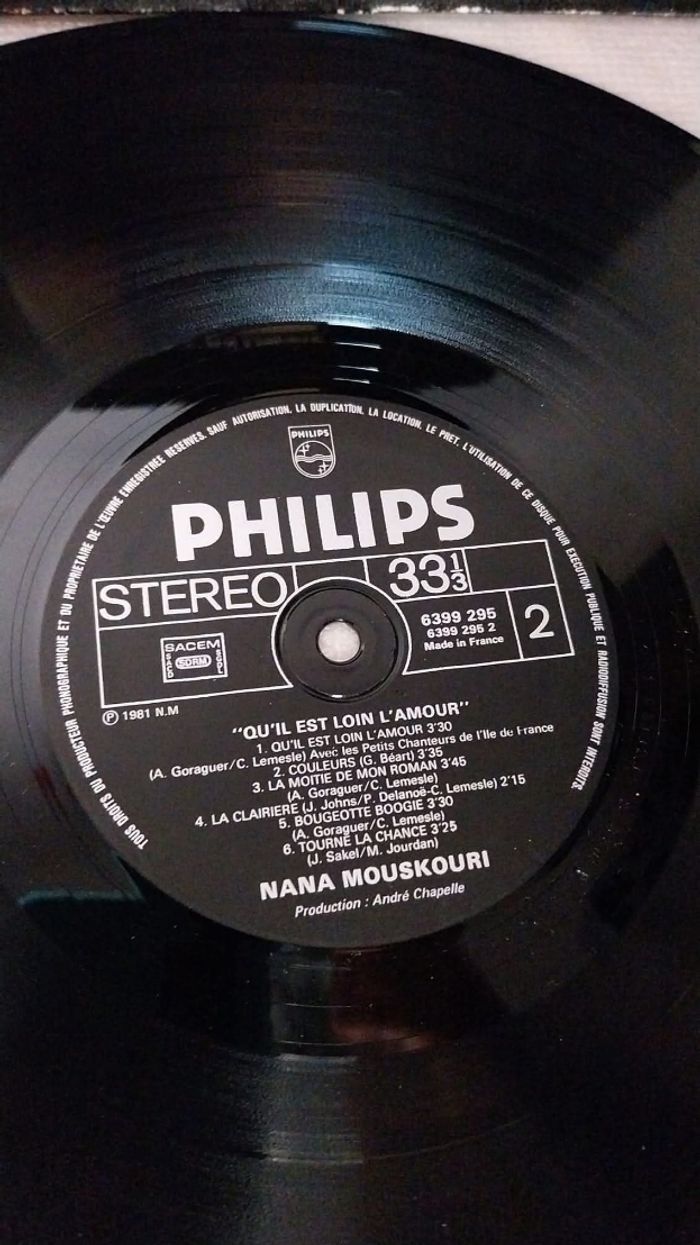 TOUS DROITS DU PRODUCTEUR PHONOGRAPHIQUE ET DU PROPRIETAIRE DE L'ŒUVRE ENREGISTREE RESERVES. SAUF AUTORISATION, LA DUPLICATION, LA LOCATION, LE PRET, L'UTILISATION DE CE DISQUE POUR EXECUTION PUBLIQUE ET RADIODIFFUSION SONT INTERDITS.
PHILIPS
PHILIPS
STEREO
33 1/3
SACEM
SACD
SDRM
SGDL
6399 295
6399 295 2
Made in France
2
Ⓟ 1981 N.M
"QU'IL EST LOIN L'AMOUR"
1. QU'IL EST LOIN L'AMOUR 3'30
(A. Goraguer/C. Lemesle) Avec les Petits Chanteurs de l'Ile de France
2. COULEURS (G. Béart) 3'35
3. LA MOITIE DE MON ROMAN 3'45
(A. Goraguer/C. Lemesle)
4. LA CLAIRIERE (J. Johns/P. Delanoë-C. Lemesle) 2'15
5. BOUGEOTTE BOOGIE 3'30
(A. Goraguer/C. Lemesle)
6. TOURNE LA CHANCE 3'25
(J. Sakel/M. Jourdan)
NANA MOUSKOURI
Production : André Chapelle